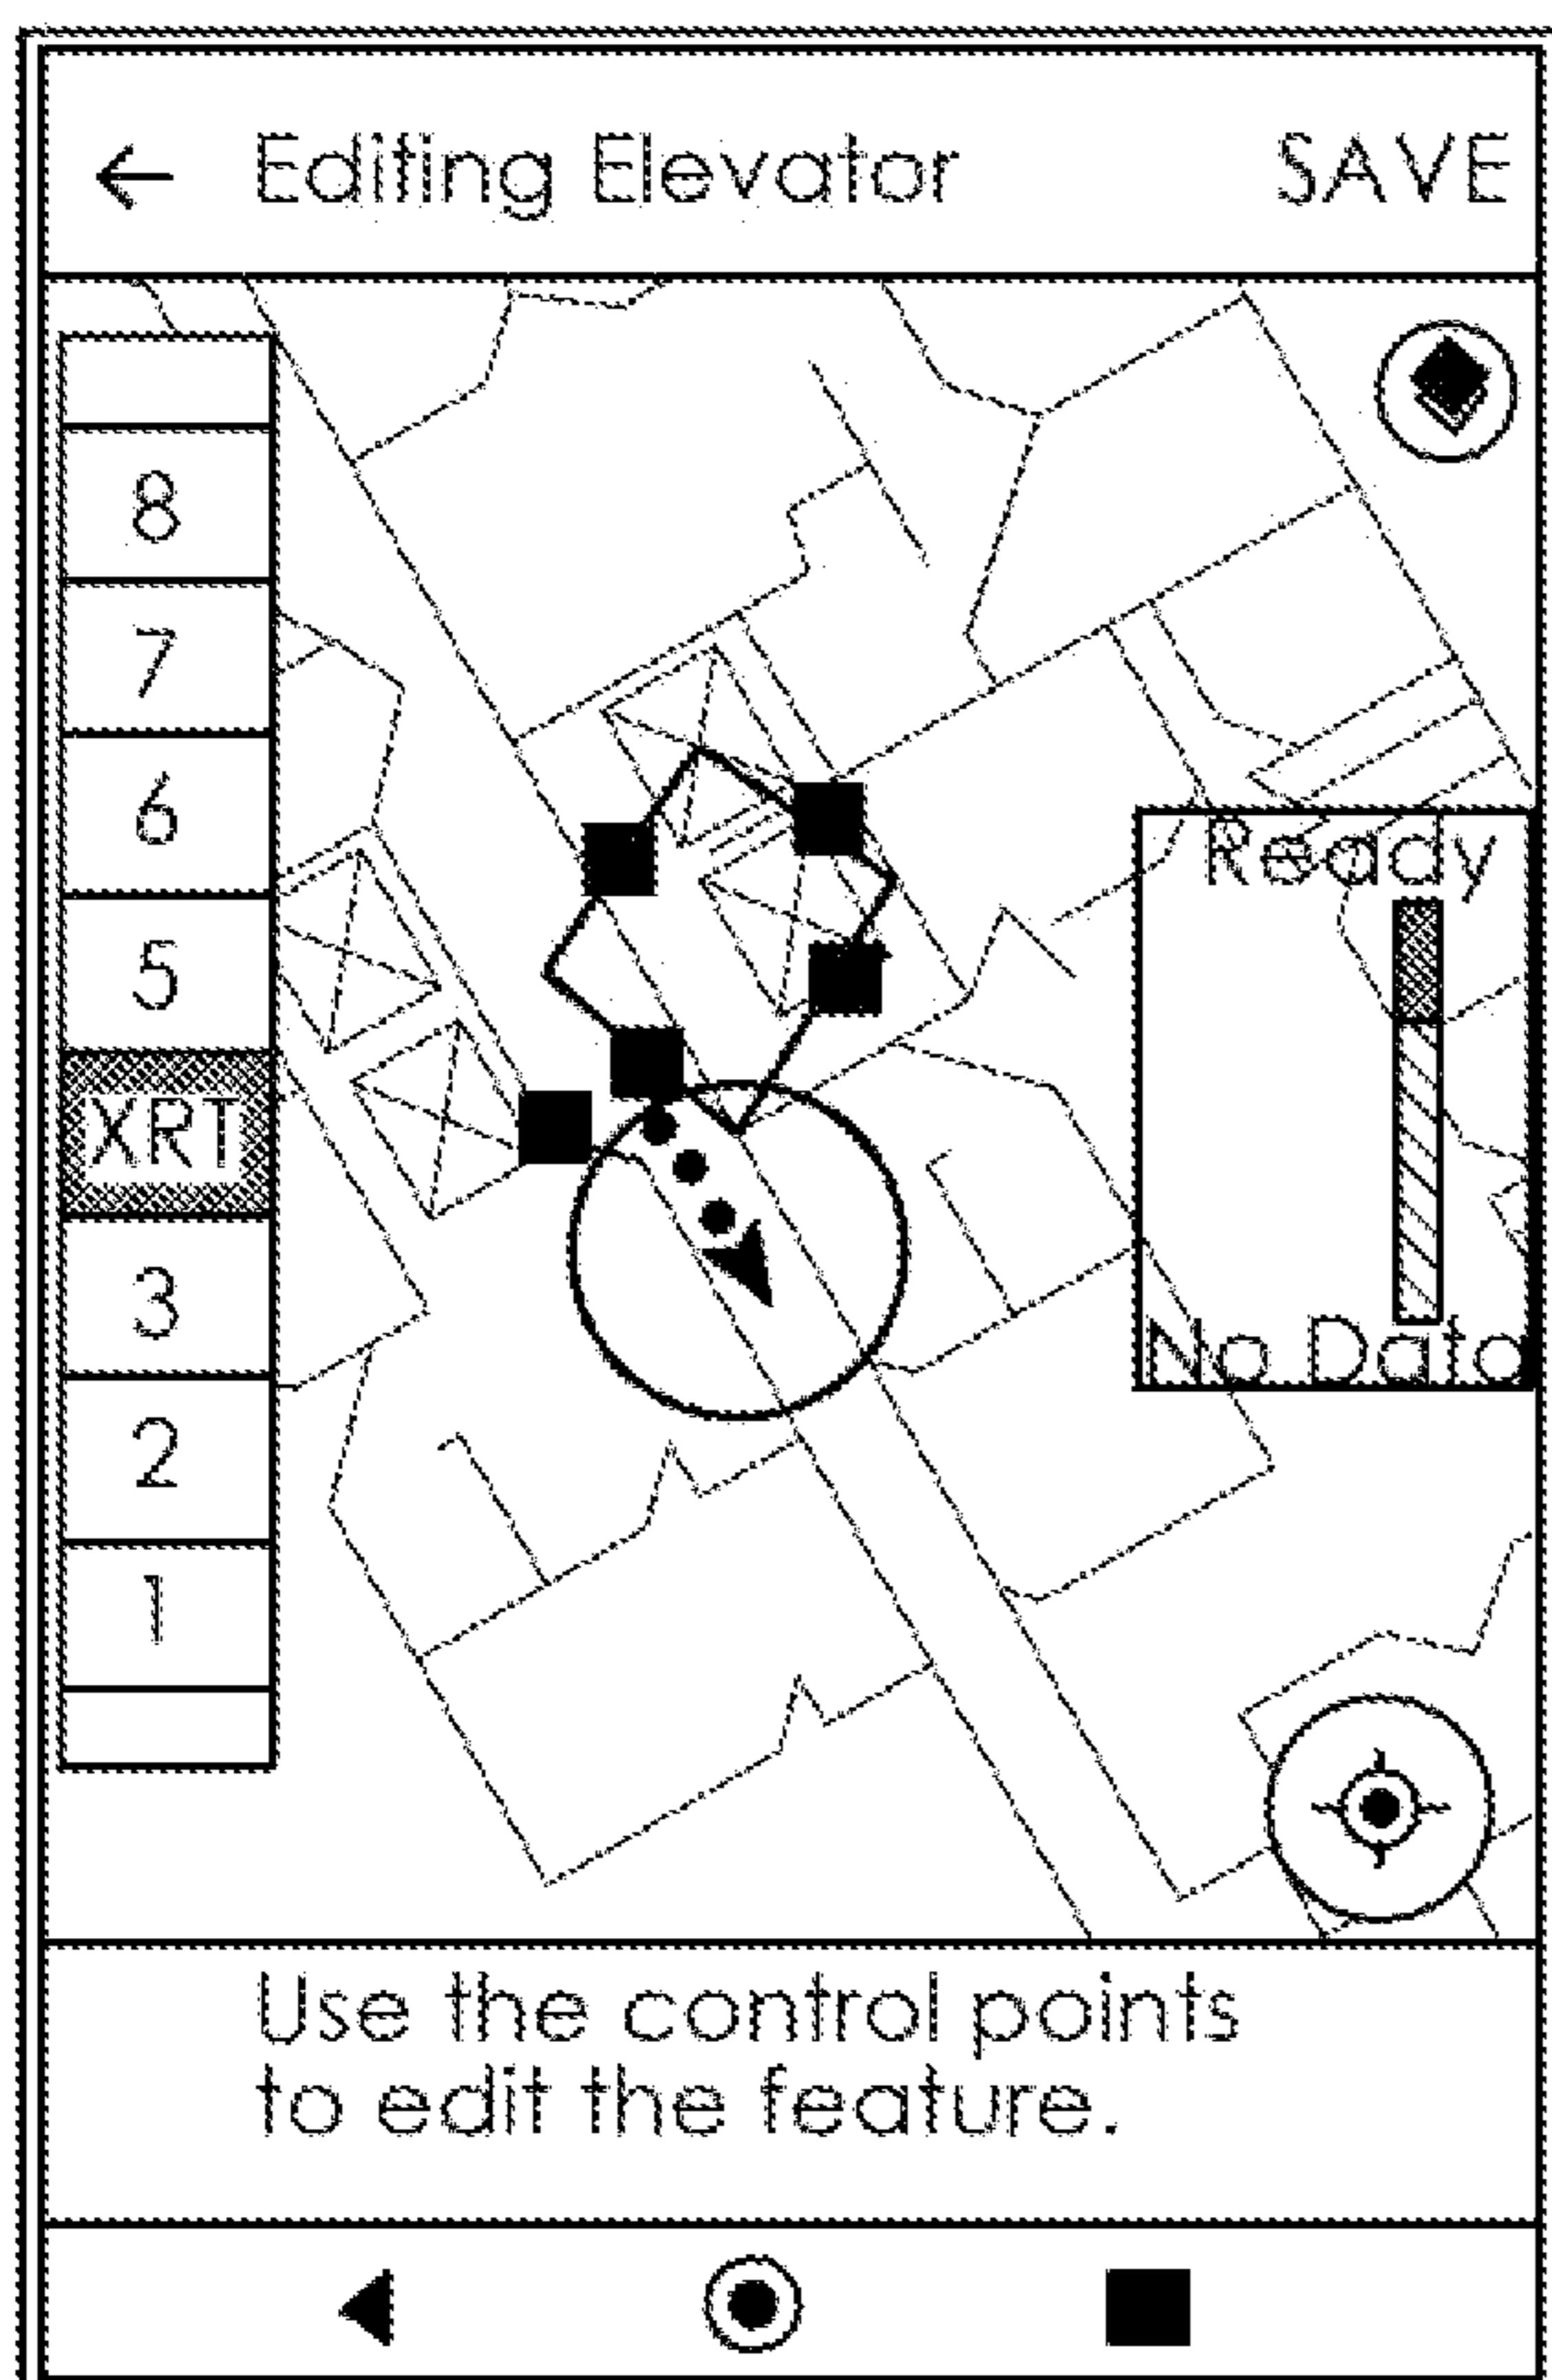 ← Editing Elevator SAVE
8
7
6
5
XRT
3
2
1
Ready
No Data
Use the control points
to edit the feature.